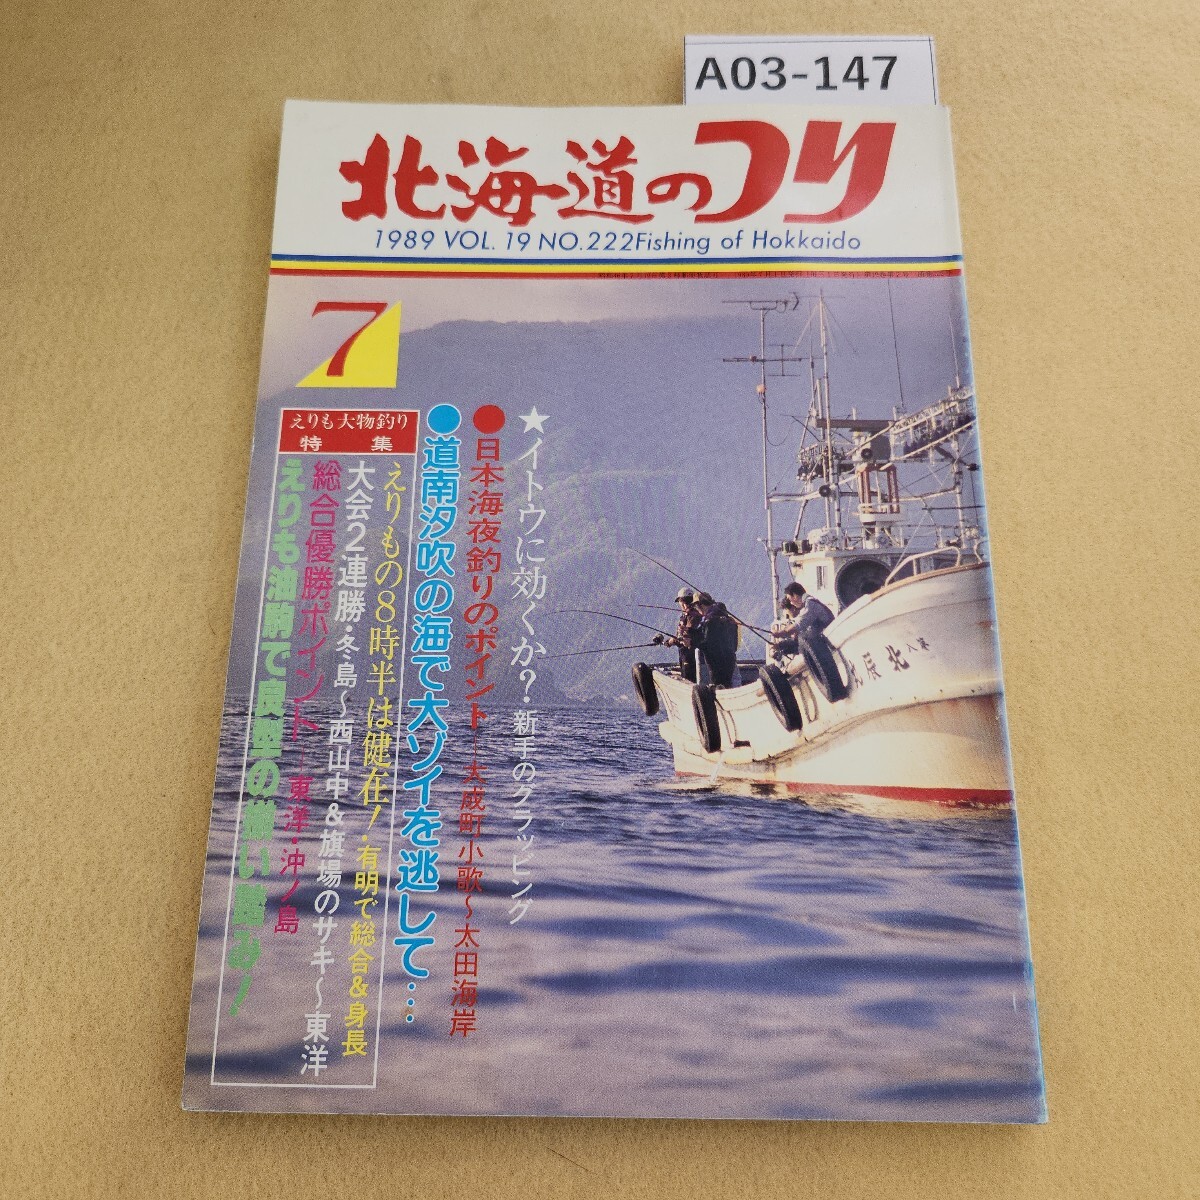 A03-147
北海道のつり
1989 VOL. 19 NO.222 Fishing of Hokkaido
7
★イトウに効くか?・新手のグラッピング
●日本海夜釣りのポイント―大成町小歌〜太田海岸
●道南汐吹の海で大ゾイを逃して…
えりも大物釣り
特集
えりもの8時半は健在!・有明で総合&身長
大会2連勝・冬島〜西山中&旗場のサキ〜東洋
総合優勝ポイント―東洋・沖ノ島
えりも油駒で良型の揃い踏み!
第八北辰丸